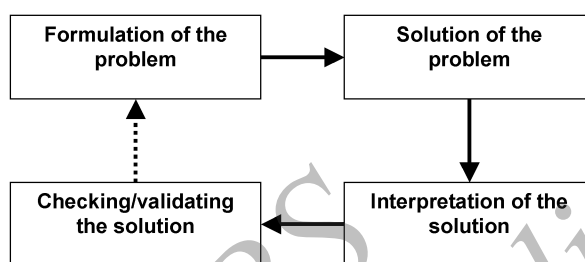 Formulation of the
problem
Solution of the
problem
Checking/validating
the solution
Interpretation of the
solution